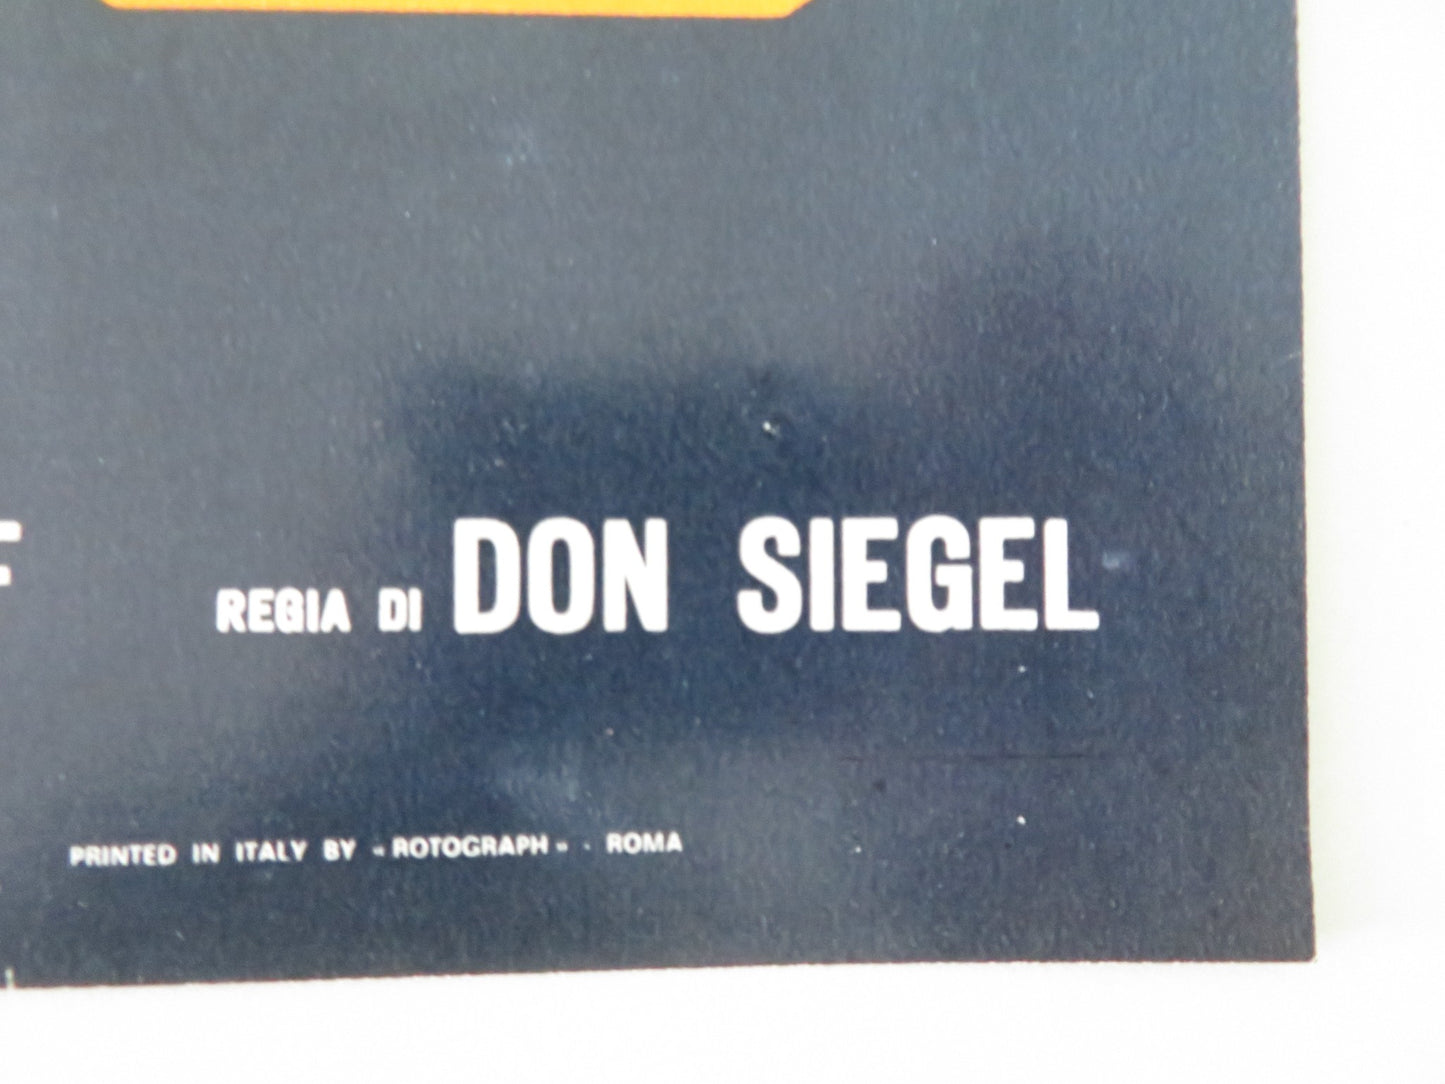 REGIA DI DON SIEGEL
PRINTED IN ITALY BY « ROTOGRAPH » - ROMA